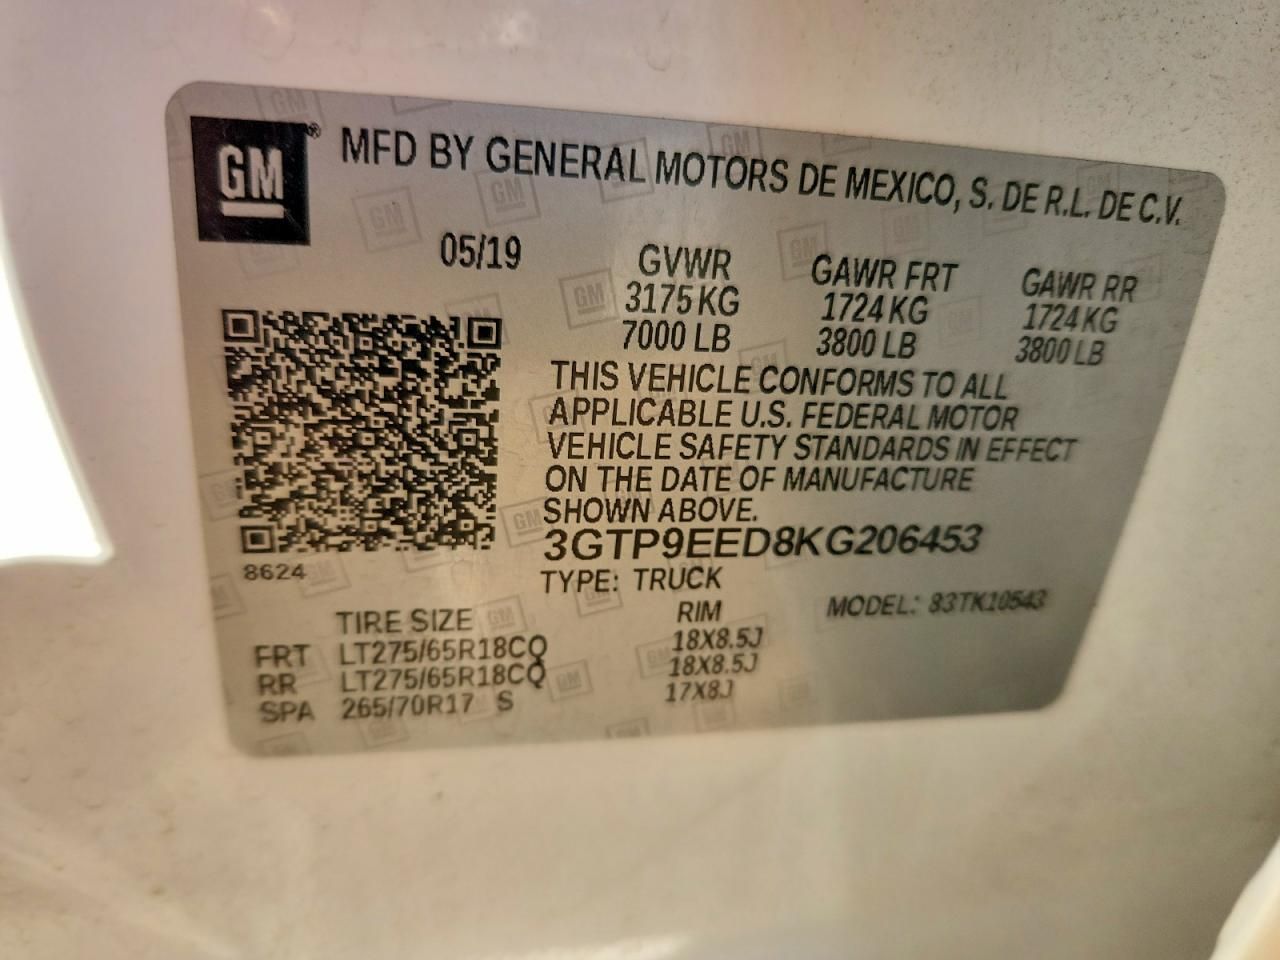 GM® MFD BY GENERAL MOTORS DE MEXICO, S. DE R.L. DE C.V.
05/19 GVWR GAWR FRT GAWR RR
3175 KG 1724 KG 1724 KG
7000 LB 3800 LB 3800 LB
THIS VEHICLE CONFORMS TO ALL
APPLICABLE U.S. FEDERAL MOTOR
VEHICLE SAFETY STANDARDS IN EFFECT
ON THE DATE OF MANUFACTURE
SHOWN ABOVE.
3GTP9EED8KG206453
8624
TYPE: TRUCK
MODEL: 83TK10543
TIRE SIZE RIM
FRT LT275/65R18CQ 18X8.5J
RR LT275/65R18CQ 18X8.5J
SPA 265/70R17 S 17X8J